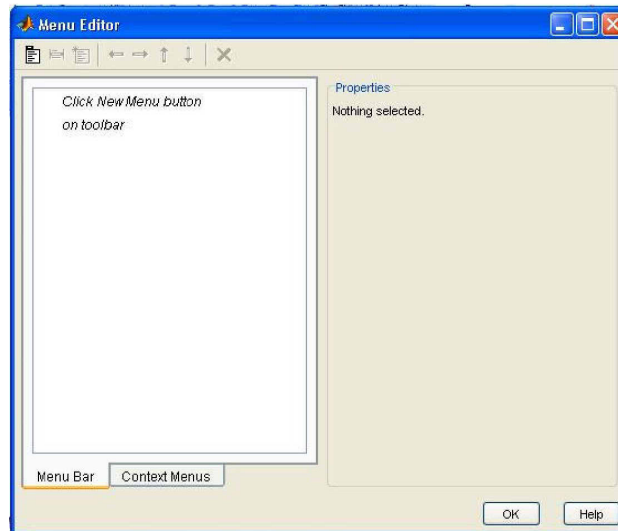 Menu Editor
Click New Menu button
on toolbar
Properties
Nothing selected.
Menu Bar
Context Menus
OK
Help